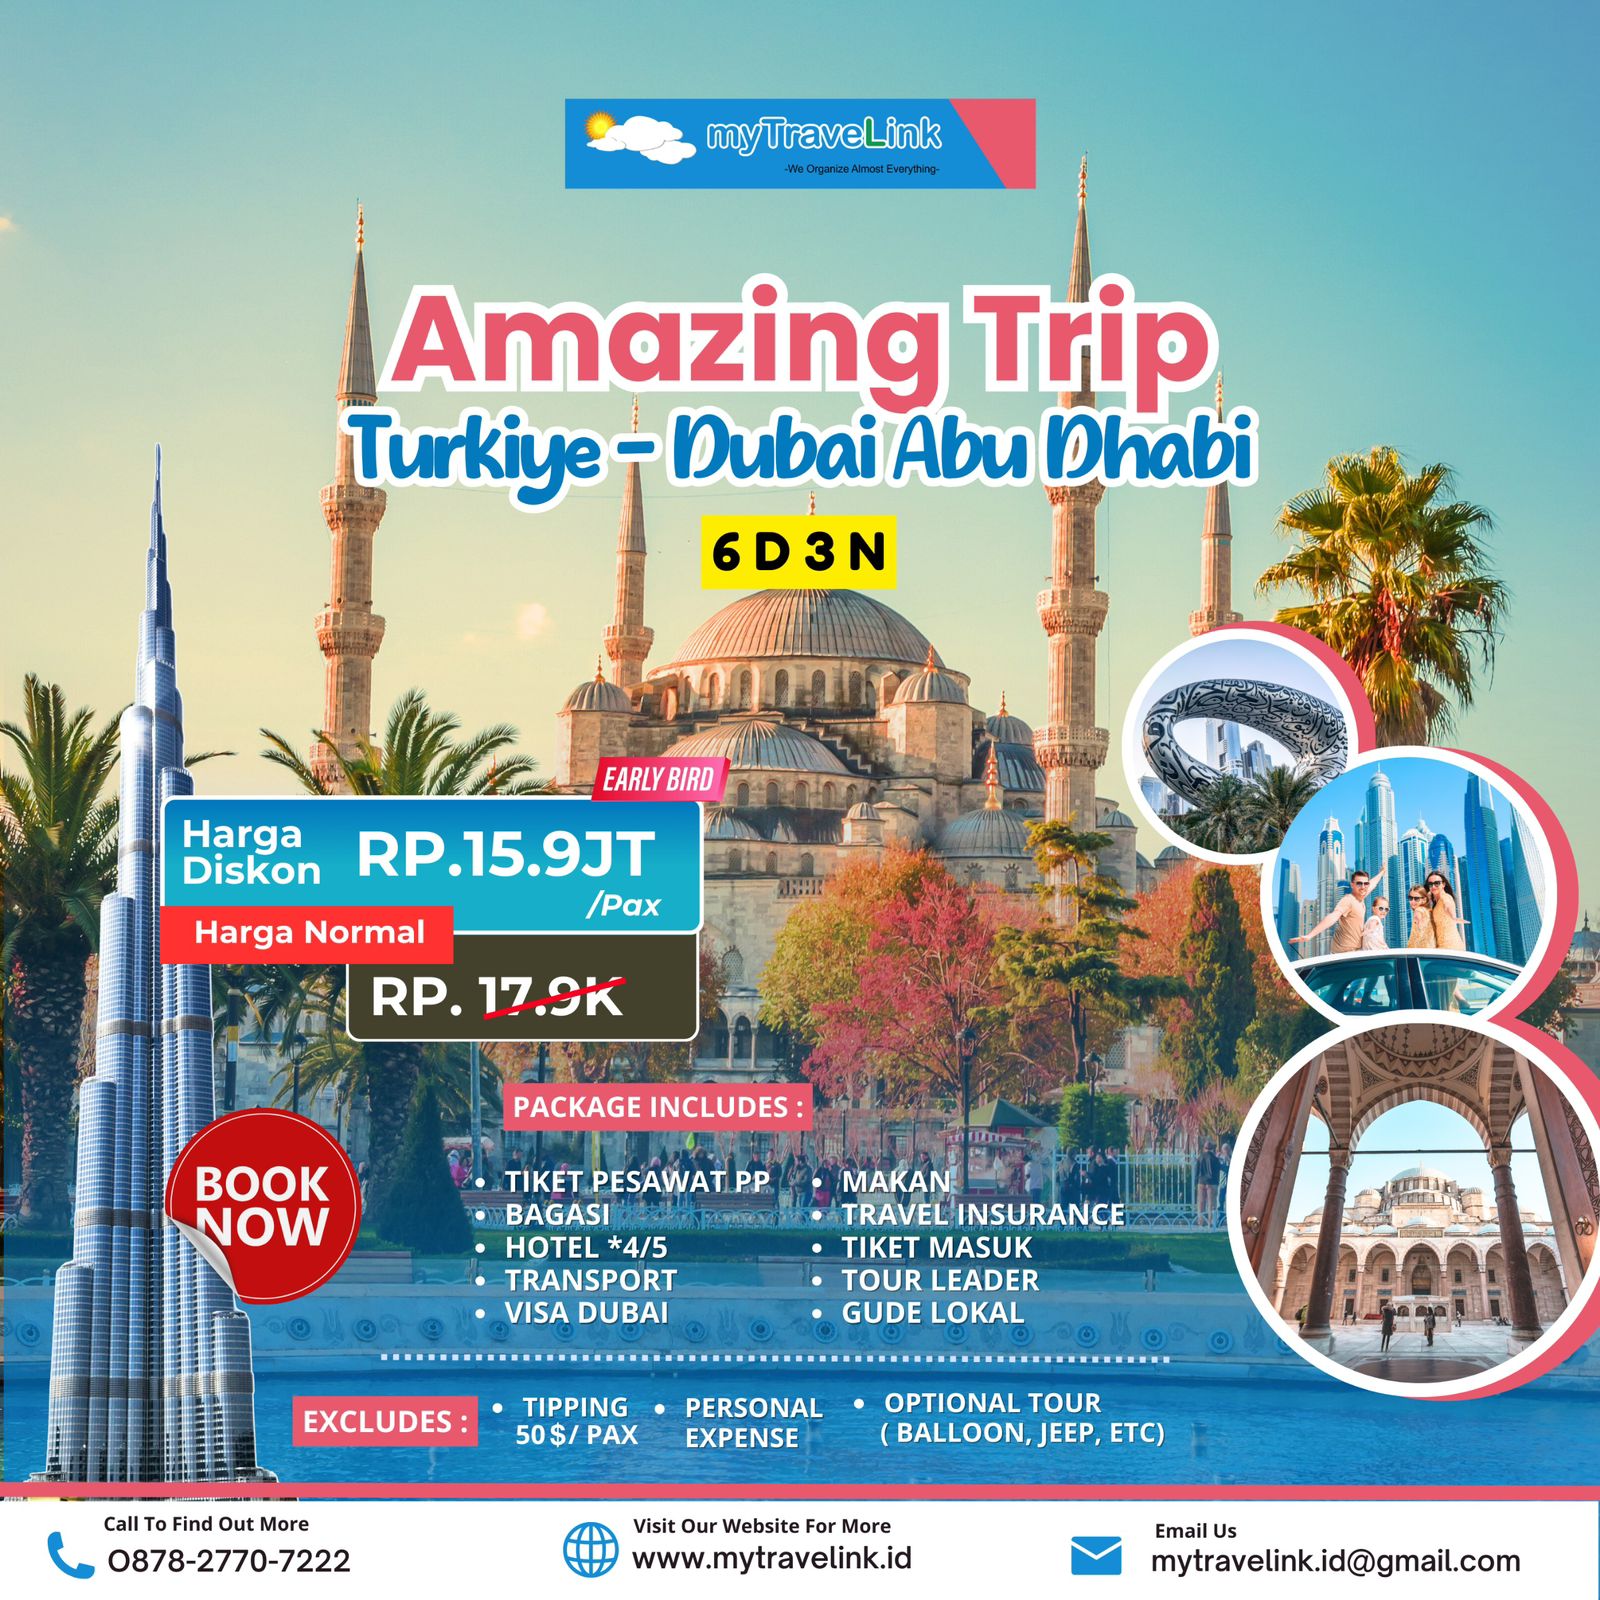 myTraveLink
-We Organize Almost Everything-
Amazing Trip
Turkiye - Dubai Abu Dhabi
6D3N
EARLY BIRD
Harga
Diskon
RP.15.9JT
/Pax
Harga Normal
RP. 17.9K
PACKAGE INCLUDES :
BOOK
NOW
• TIKET PESAWAT PP
• BAGASI
• HOTEL *4/5
• TRANSPORT
• VISA DUBAI
• MAKAN
• TRAVEL INSURANCE
• TIKET MASUK
• TOUR LEADER
• GUDE LOKAL
EXCLUDES :
• TIPPING
50$/ PAX
• PERSONAL
EXPENSE
• OPTIONAL TOUR
( BALLOON, JEEP, ETC)
Call To Find Out More
0878-2770-7222
Visit Our Website For More
www.mytravelink.id
Email Us
mytravelink.id@gmail.com